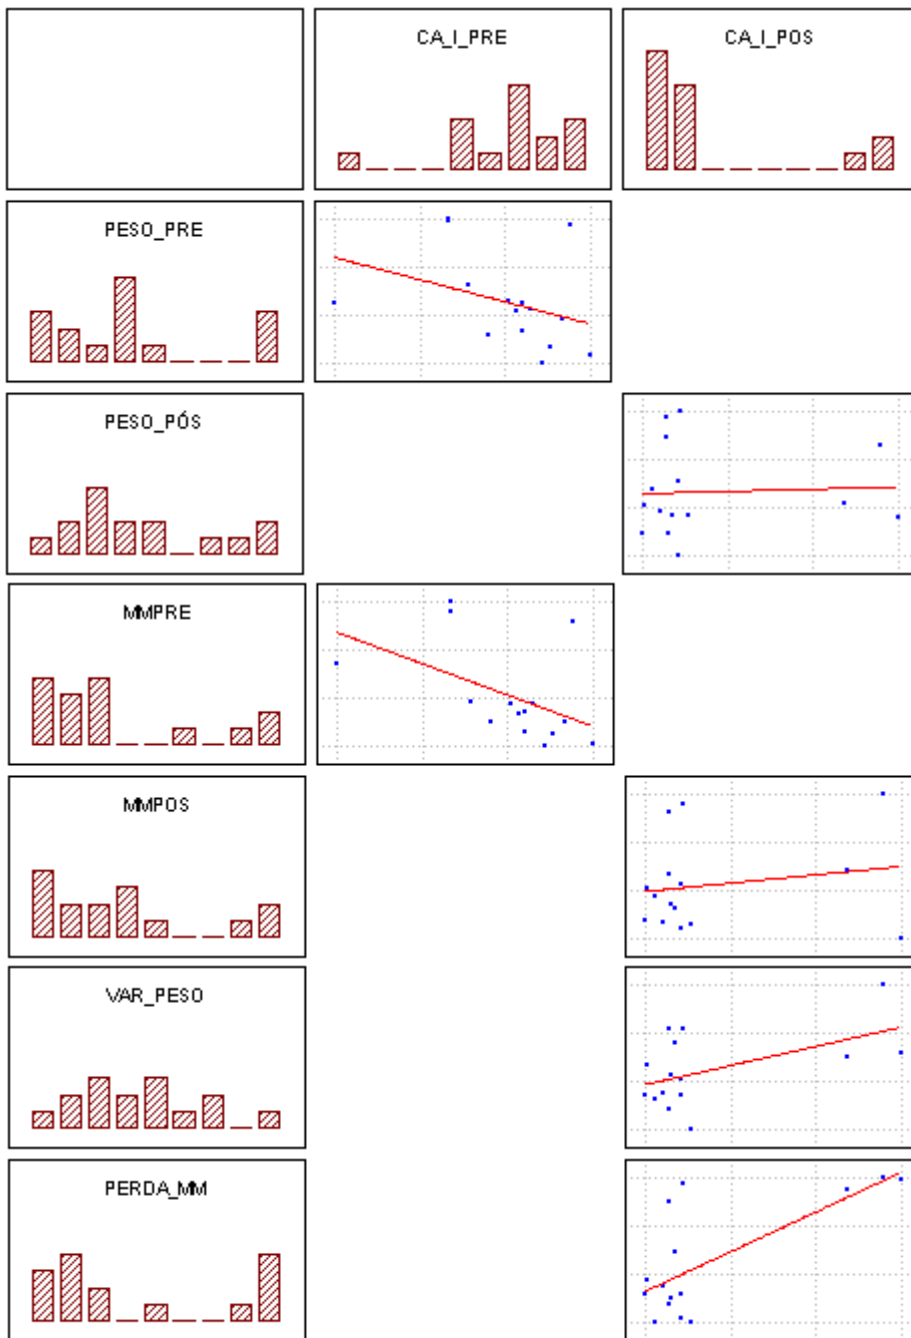 CA_I_PRE
CA_I_POS
PESO_PRE
PESO_PÓS
MMPRE
MMPOS
VAR_PESO
PERDA_MM